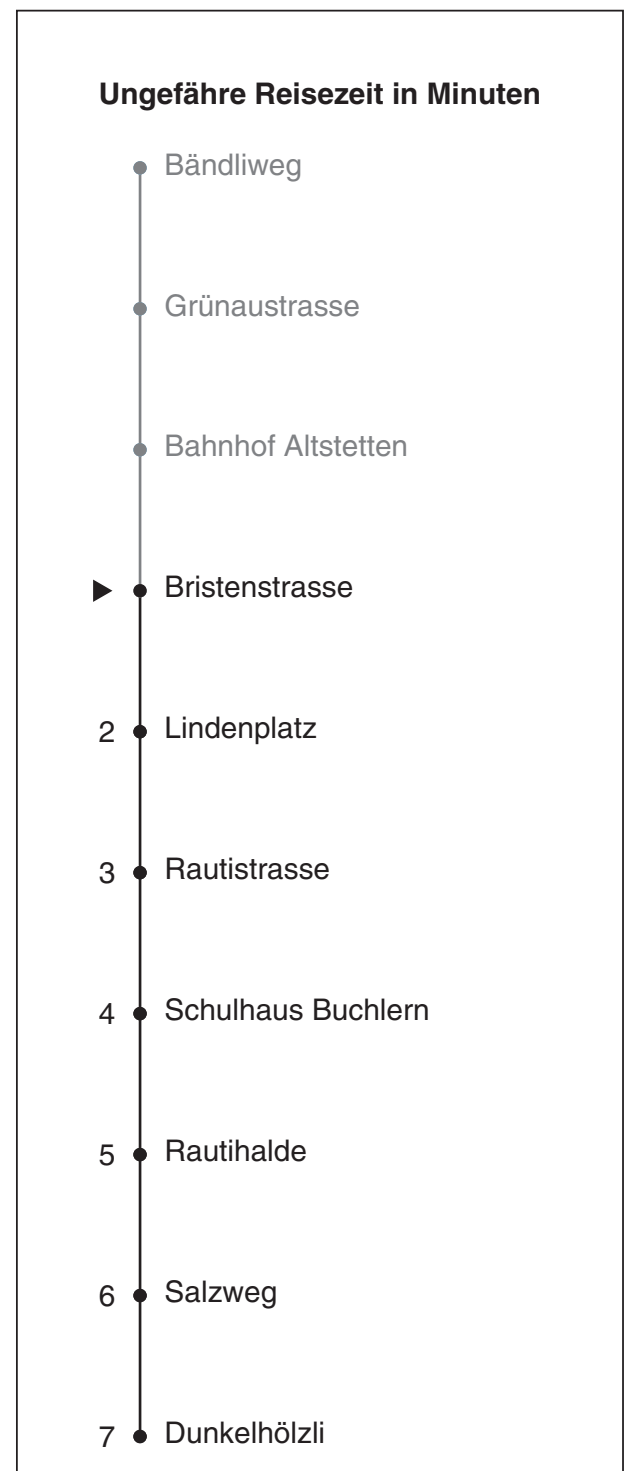 Ungefähre Reisezeit in Minuten
Bändliweg
Grünaustrasse
Bahnhof Altstetten
Bristenstrasse
2 Lindenplatz
3 Rautistrasse
4 Schulhaus Buchlern
5 Rautihalde
6 Salzweg
7 Dunkelhölzli